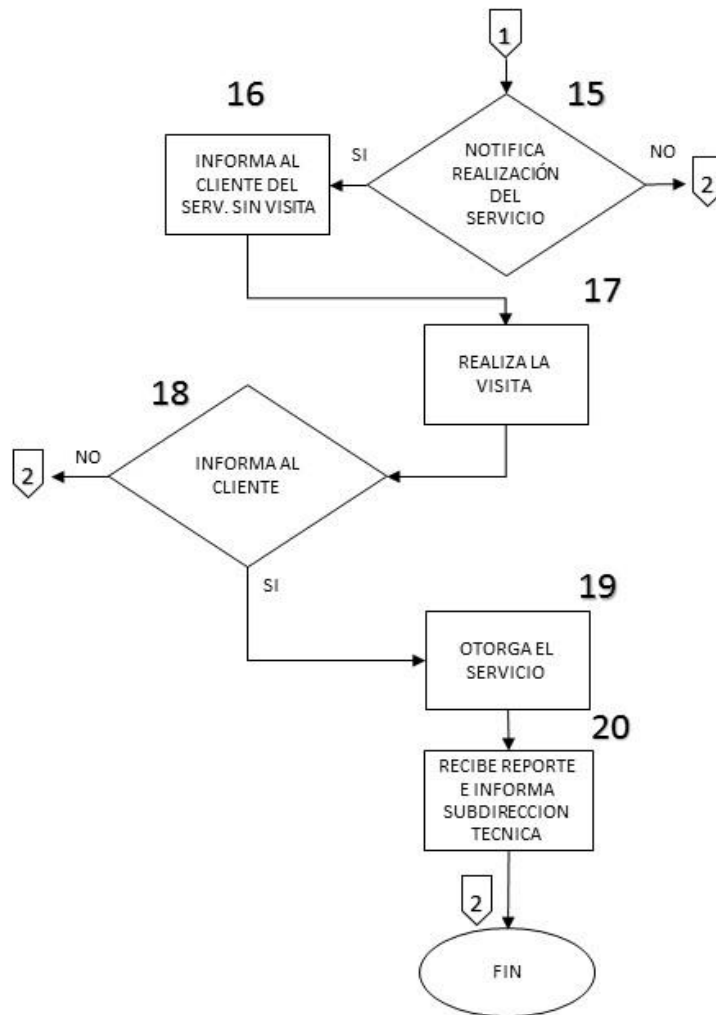 1
16
15
INFORMA AL
CLIENTE DEL
SERV. SIN VISITA
SI
NOTIFICA
REALIZACIÓN
DEL
SERVICIO
NO
2
17
REALIZA LA
VISITA
18
2
NO
INFORMA AL
CLIENTE
SI
19
OTORGA EL
SERVICIO
20
RECIBE REPORTE
E INFORMA
SUBDIRECCION
TECNICA
2
FIN